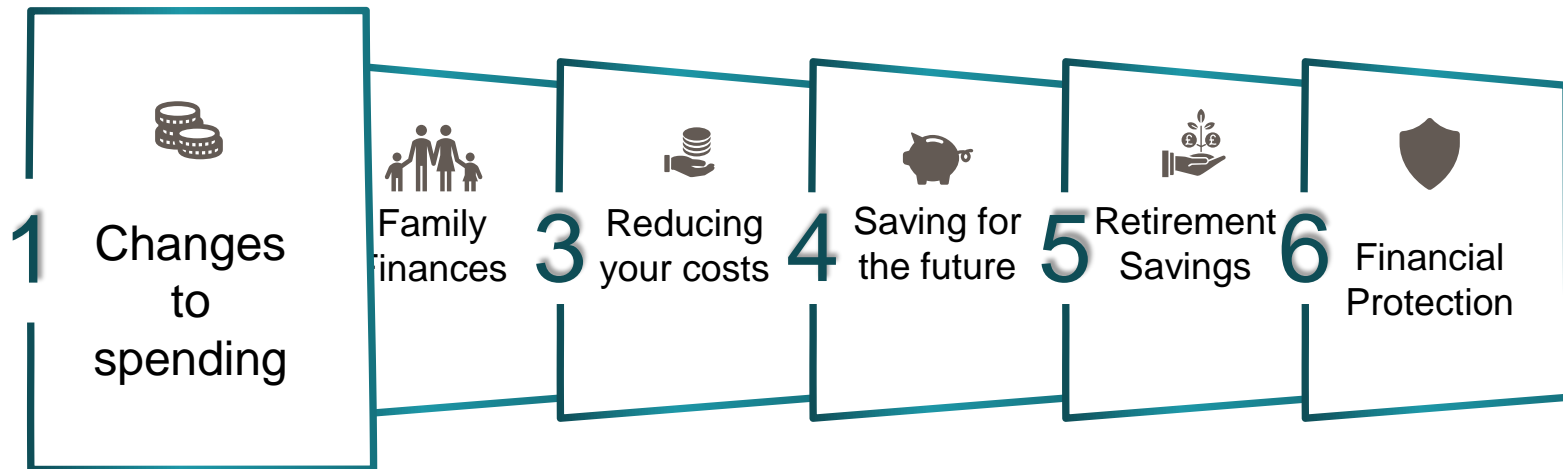 1
Changes
to
spending
Family
Finances
3
Reducing
your costs
4
Saving for
the future
5
££
Retirement
Savings
6
Financial
Protection